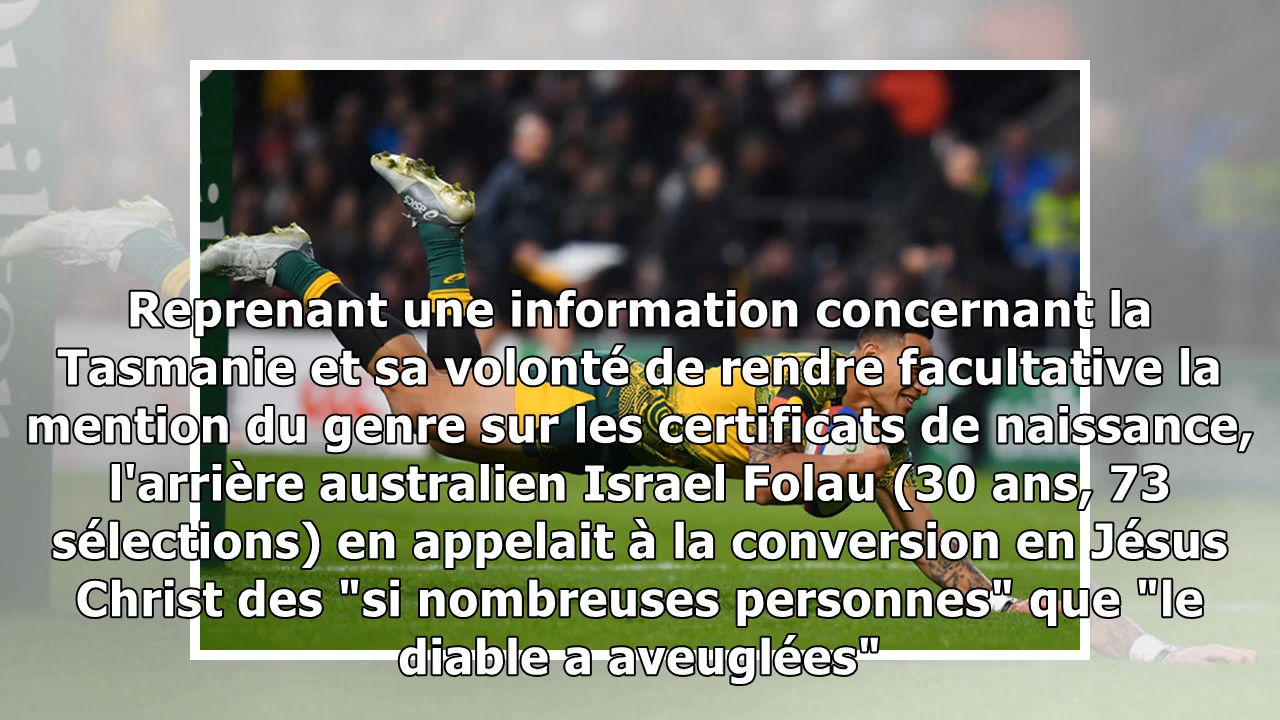 Reprenant une information concernant la
Tasmanie et sa volonté de rendre facultative la
mention du genre sur les certificats de naissance,
l'arrière australien Israel Folau (30 ans, 73
sélections) en appelait à la conversion en Jésus
Christ des "si nombreuses personnes" que "le
diable a aveuglées"
asics